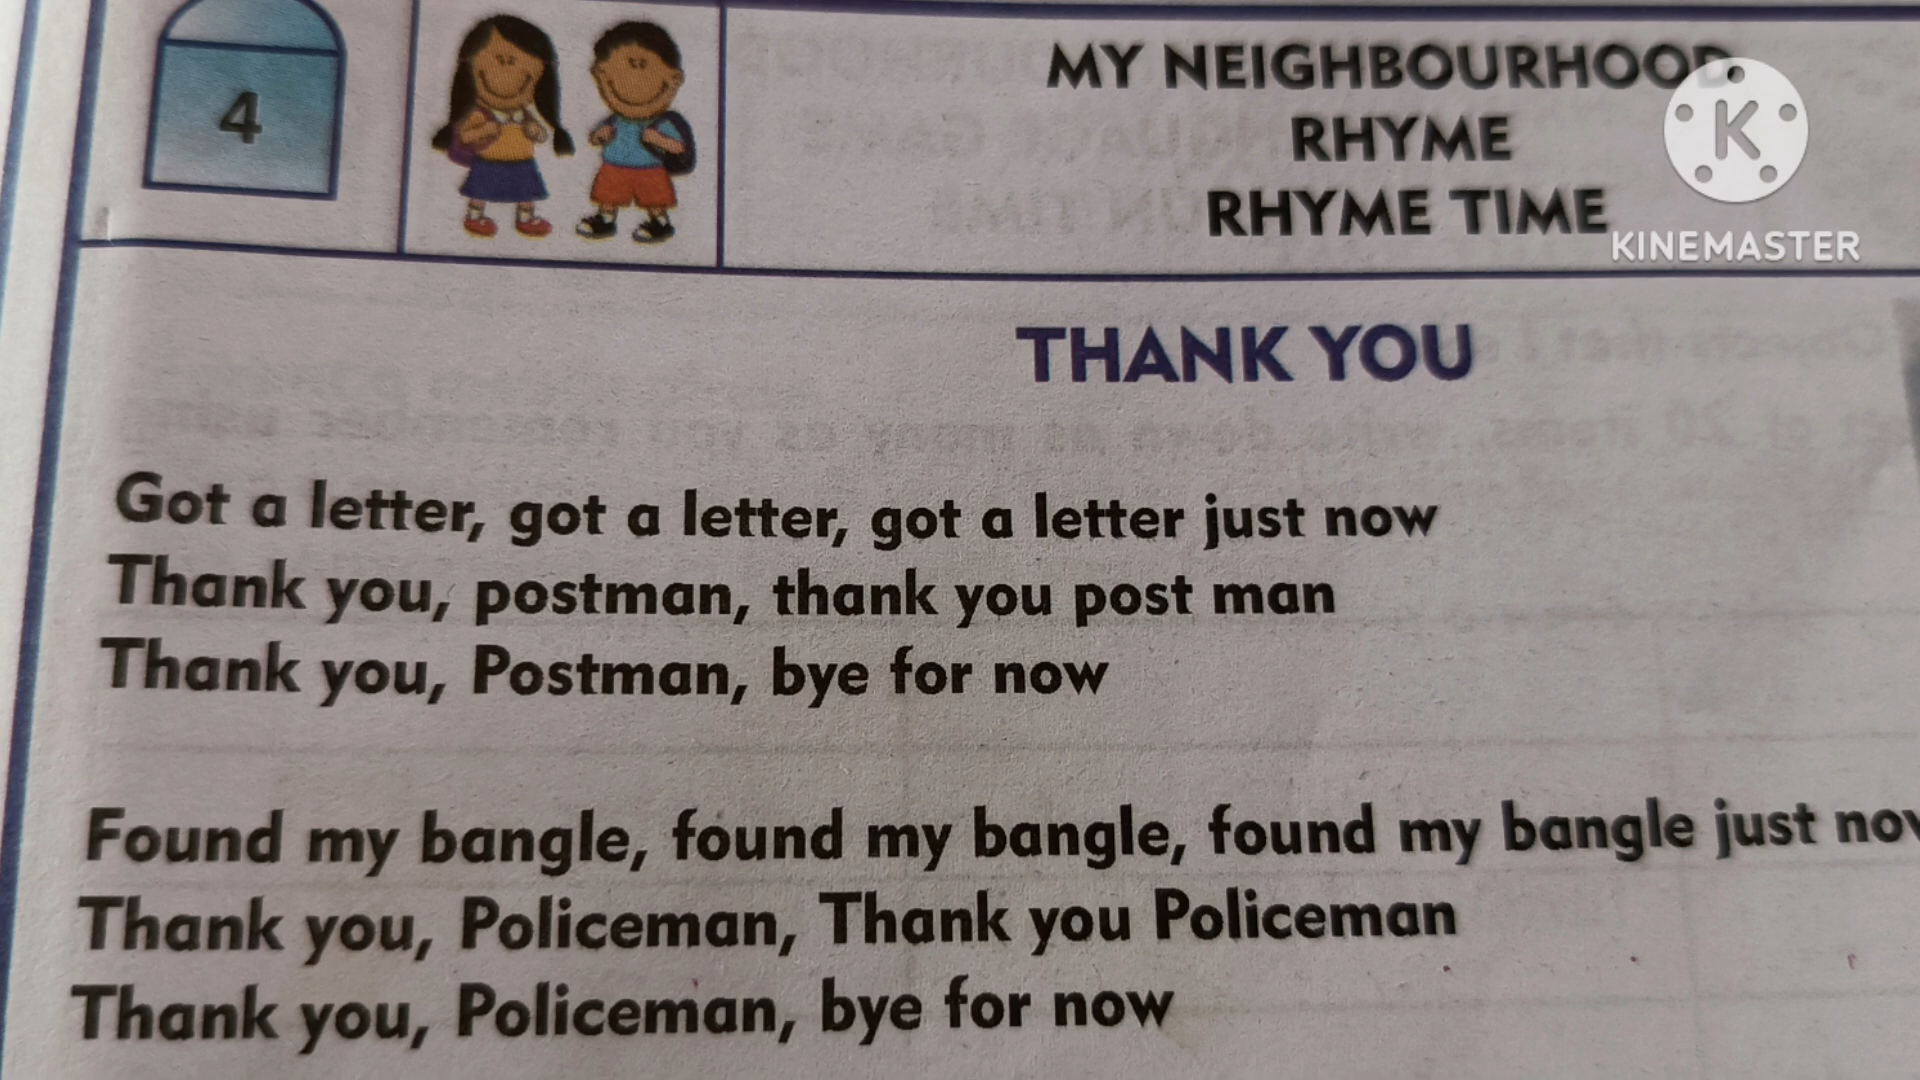 4
MY NEIGHBOURHOOD
RHYME
RHYME TIME
K
KINEMASTER
THANK YOU
Got a letter, got a letter, got a letter just now
Thank you, postman, thank you post man
Thank you, Postman, bye for now
Found my bangle, found my bangle, found my bangle just
Thank you, Policeman, Thank you Policeman
Thank you, Policeman, bye for now